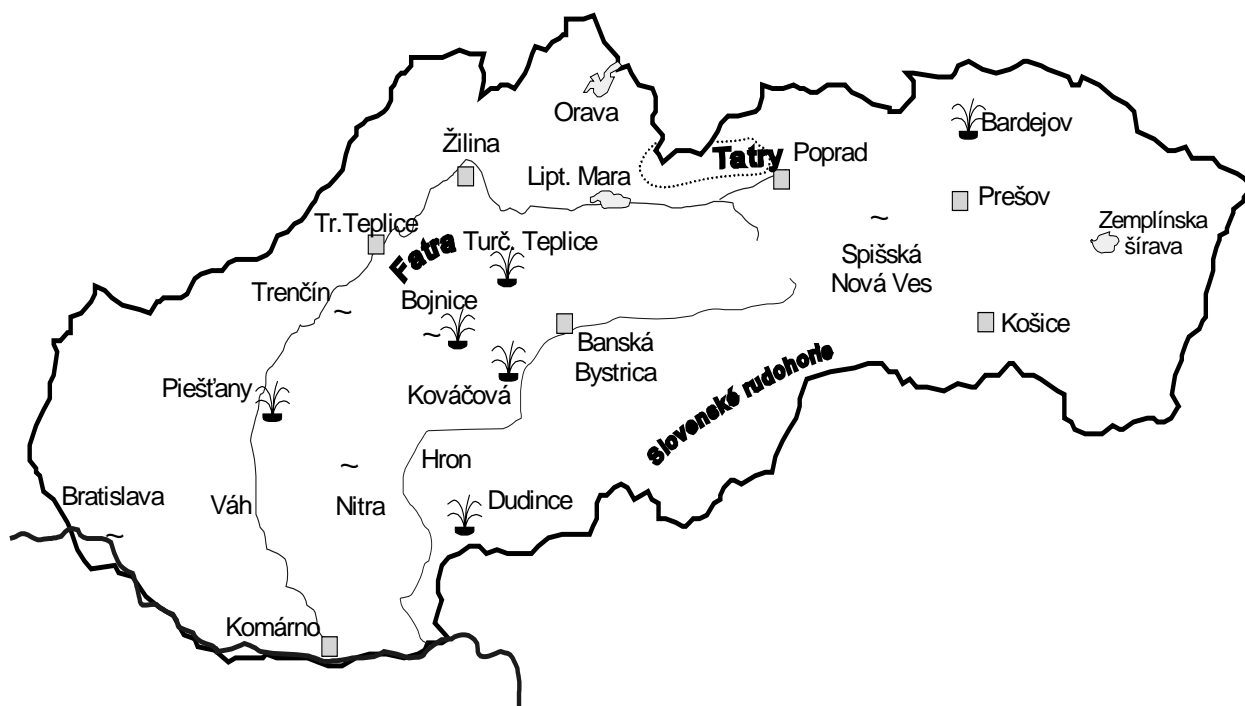 Orava
Bardejov
Žilina
Tatry
Poprad
Lipt. Mara
Prešov
Tr.Teplice
Fatra
Turč. Teplice
Zemplínska
šírava
Spišská
Nová Ves
Trenčín
Bojnice
Košice
Banská
Bystrica
Piešťany
Kováčová
Slovenské rudohorie
Hron
Bratislava
Váh
Nitra
Dudince
Komárno